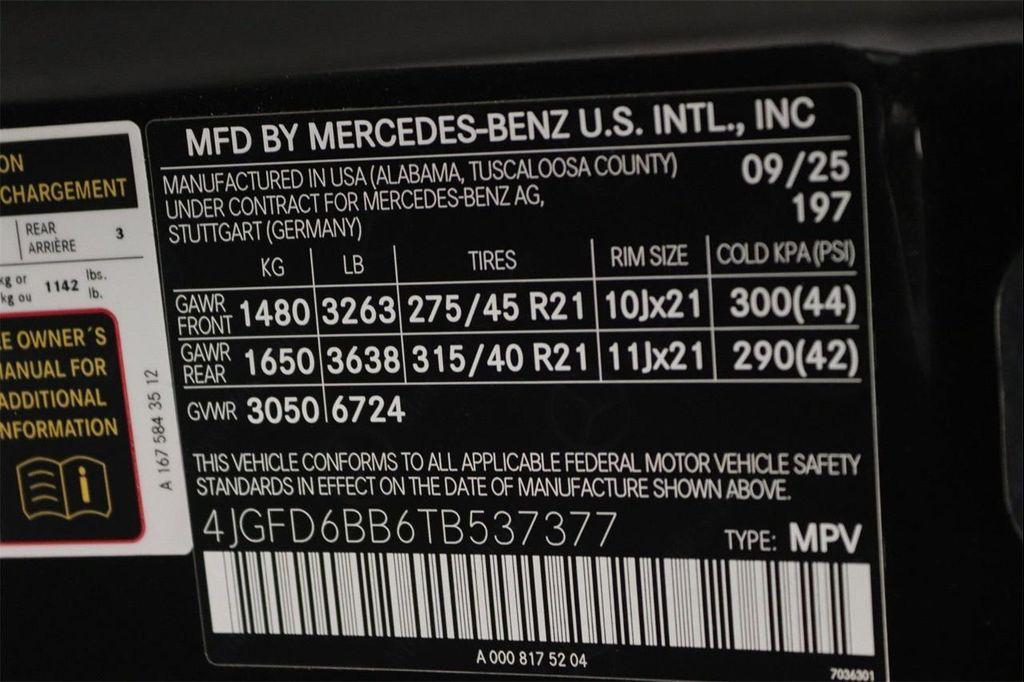 ON
CHARGEMENT
REAR
ARRIÈRE
3
kg or
kg ou
1142
lbs.
lb.
E OWNER´S
MANUAL FOR
ADDITIONAL
INFORMATION
i
A 167 584 35 12
MFD BY MERCEDES-BENZ U.S. INTL., INC
MANUFACTURED IN USA (ALABAMA, TUSCALOOSA COUNTY)
UNDER CONTRACT FOR MERCEDES-BENZ AG,
STUTTGART (GERMANY)
09/25
197
KG LB TIRES RIM SIZE COLD KPA (PSI)
GAWR FRONT 1480 3263 275/45 R21 10Jx21 300(44)
GAWR REAR 1650 3638 315/40 R21 11Jx21 290(42)
GVWR 3050 6724
THIS VEHICLE CONFORMS TO ALL APPLICABLE FEDERAL MOTOR VEHICLE SAFETY
STANDARDS IN EFFECT ON THE DATE OF MANUFACTURE SHOWN ABOVE.
4JGFD6BB6TB537377 TYPE: MPV
A 000 817 52 04
7036301